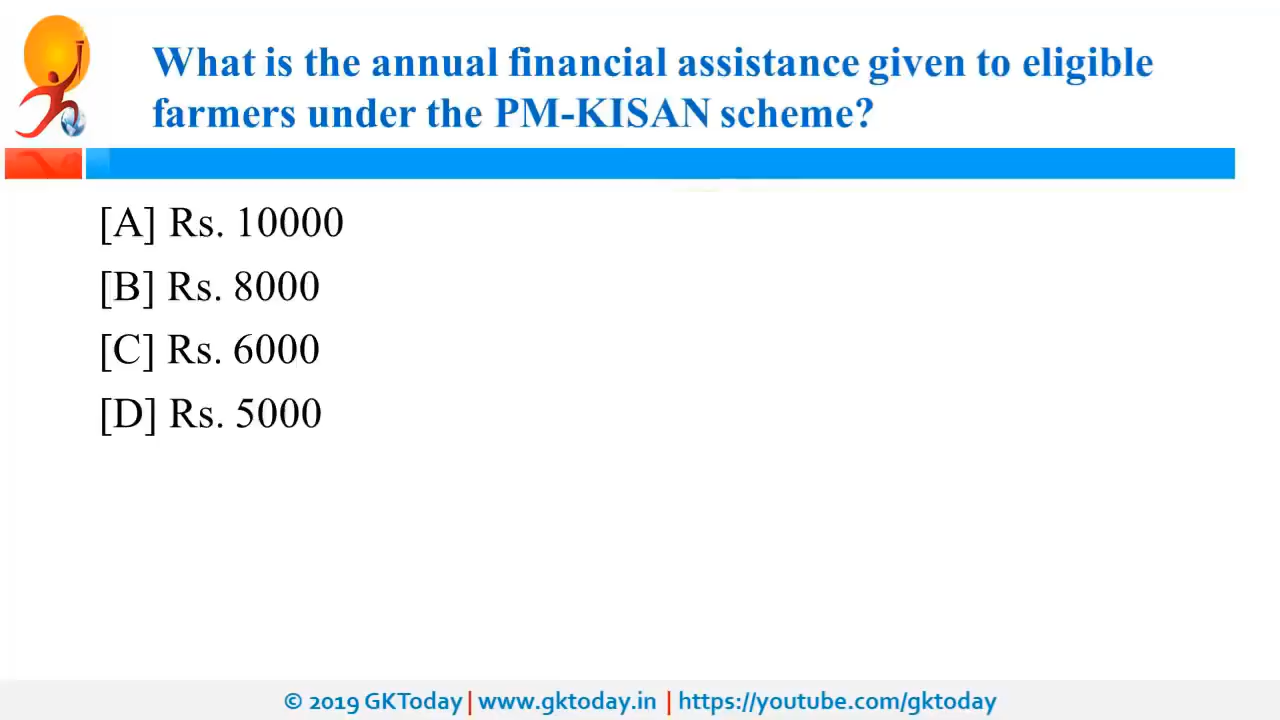 What is the annual financial assistance given to eligible
farmers under the PM-KISAN scheme?
[A] Rs. 10000
[B] Rs. 8000
[C] Rs. 6000
[D] Rs. 5000
© 2019 GKToday | www.gktoday.in | https://youtube.com/gktoday